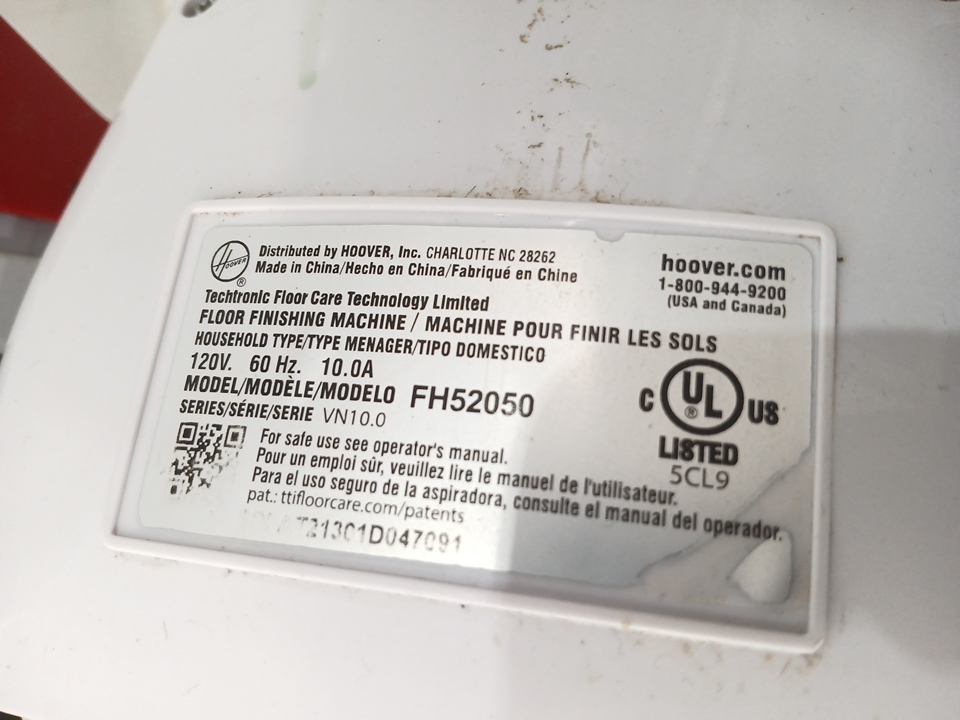 HOOVER
®
Distributed by HOOVER, Inc. CHARLOTTE NC 28262
Made in China/Hecho en China/Fabriqué en Chine
hoover.com
1-800-944-9200
(USA and Canada)
Techtronic Floor Care Technology Limited
FLOOR FINISHING MACHINE / MACHINE POUR FINIR LES SOLS
HOUSEHOLD TYPE/TYPE MENAGER/TIPO DOMESTICO
120V. 60 Hz. 10.0A
MODEL/MODÈLE/MODELO FH52050
SERIES/SÉRIE/SERIE VN10.0
C UL ® US
LISTED
5CL9
For safe use see operator's manual.
Pour un emploi sûr, veuillez lire le manuel de l'utilisateur.
Para el uso seguro de la aspiradora, consulte el manual del operador.
pat.: ttifloorcare.com/patents